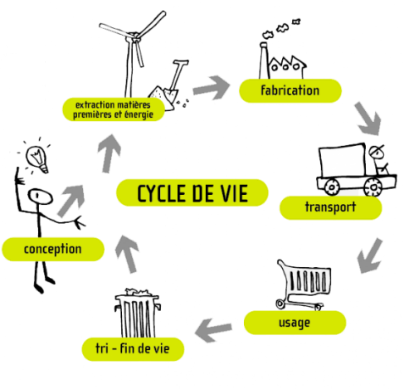 extraction matières
premières et énergie
fabrication
CYCLE DE VIE
transport
conception
usage
tri - fin de vie